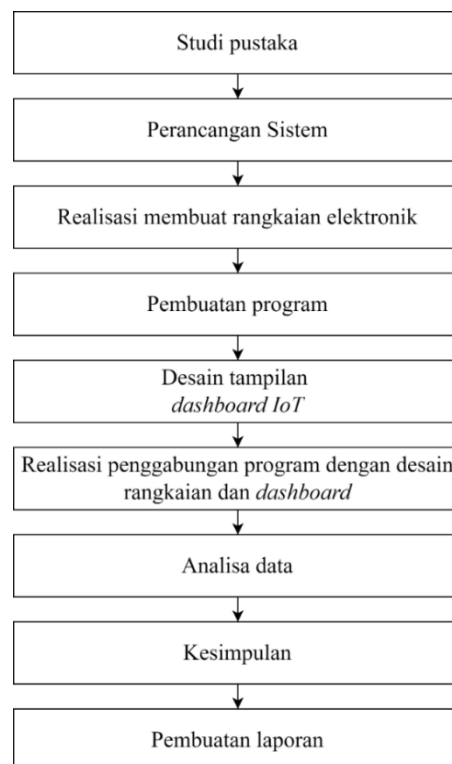 Studi pustaka
Perancangan Sistem
Realisasi membuat rangkaian elektronik
Pembuatan program
Desain tampilan
dashboard IoT
Realisasi penggabungan program dengan desain
rangkaian dan dashboard
Analisa data
Kesimpulan
Pembuatan laporan